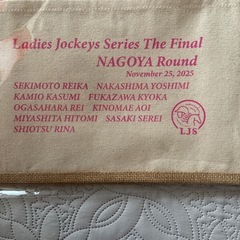 Ladies Jockeys Series The Final
NAGOYA Round
November 25, 2025
SEKIMOTO REIKA NAKASHIMA YOSHIMI
KAMIO KASUMI FUKAZAWA KYOKA
OGASAHARA REI KINOMAE AOI
MIYASHITA HITOMI SASAKI SEREI
SHIOTSU RINA
LJS